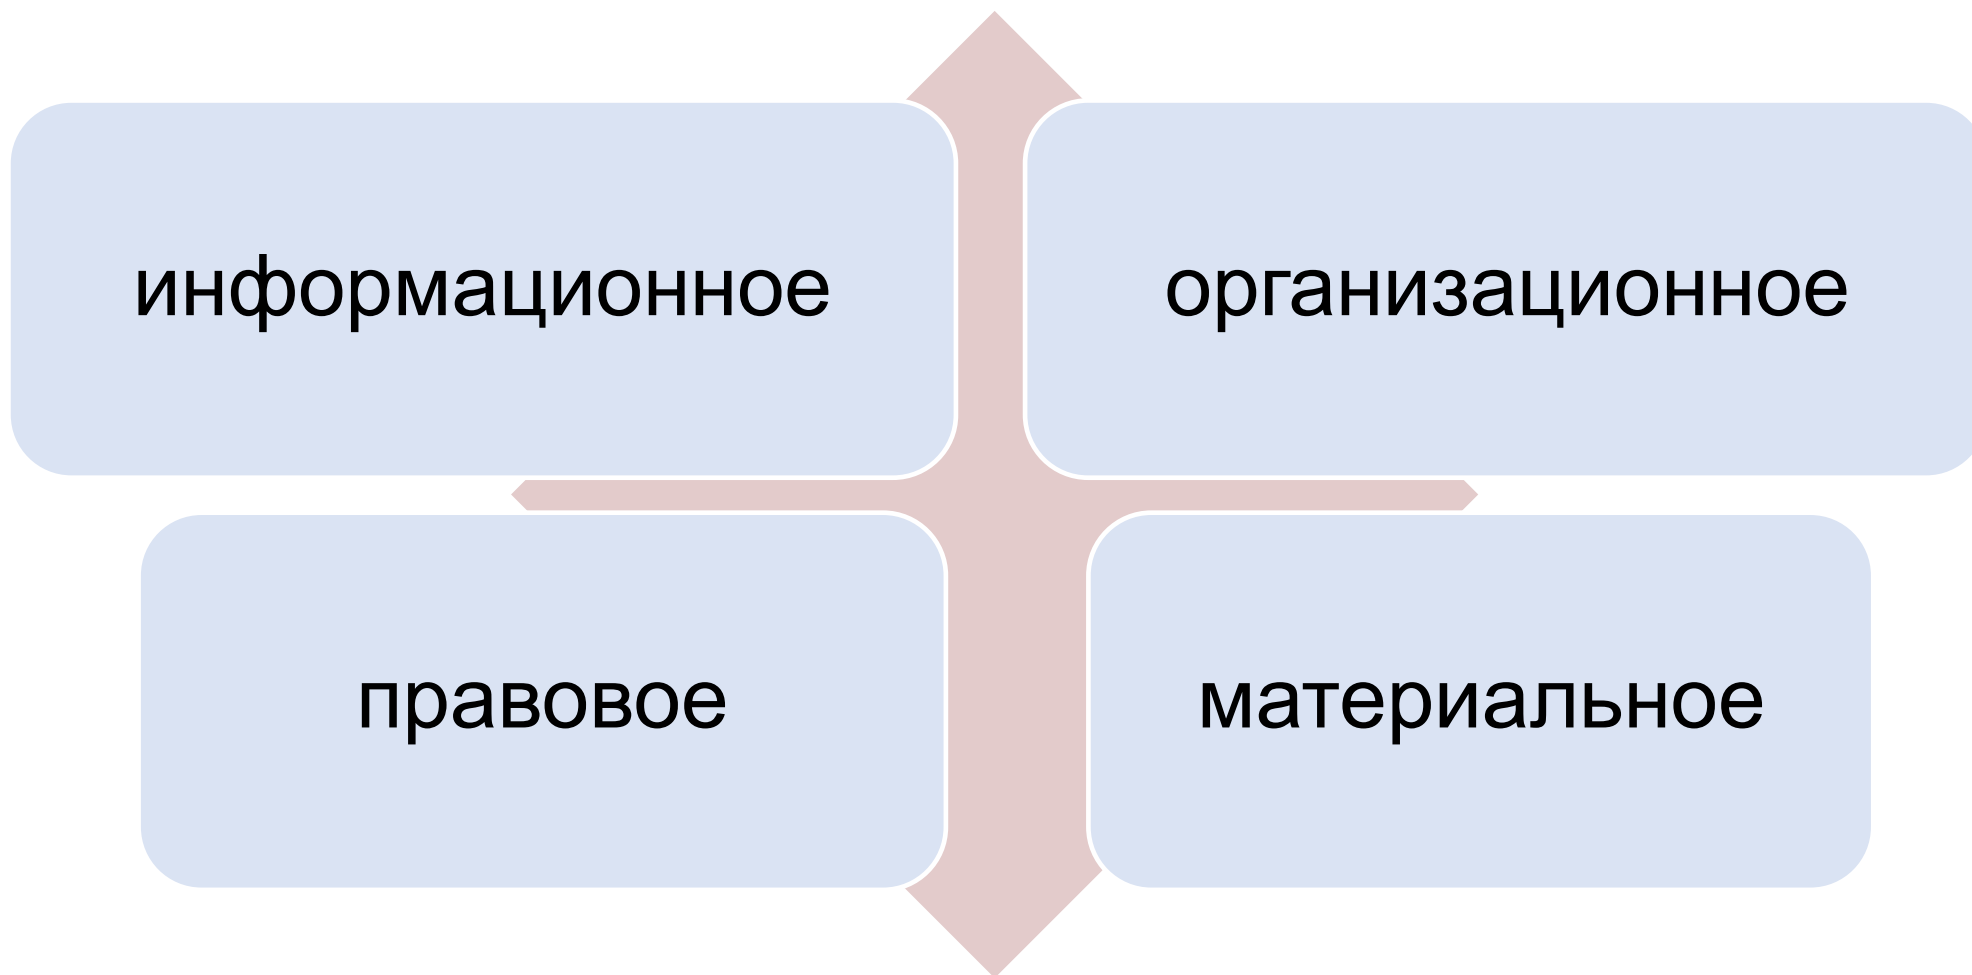 информационное
организационное
правовое
материальное